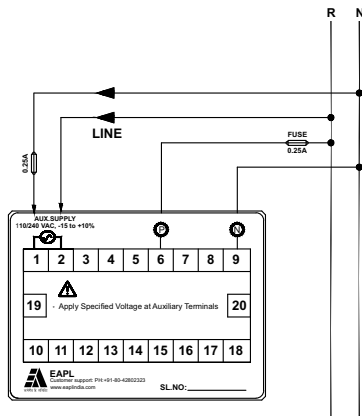 R N
LINE
FUSE
0.25A
0.25A
AUX.SUPPLY
110/240 VAC, -15 to +10%
P N
1 2 3 4 5 6 7 8 9
19 - Apply Specified Voltage at Auxiliary Terminals 20
10 11 12 13 14 15 16 17 18
EAPL
Customer support: PH:+91-80-42802323
www.eaplindia.com
SL.NO: